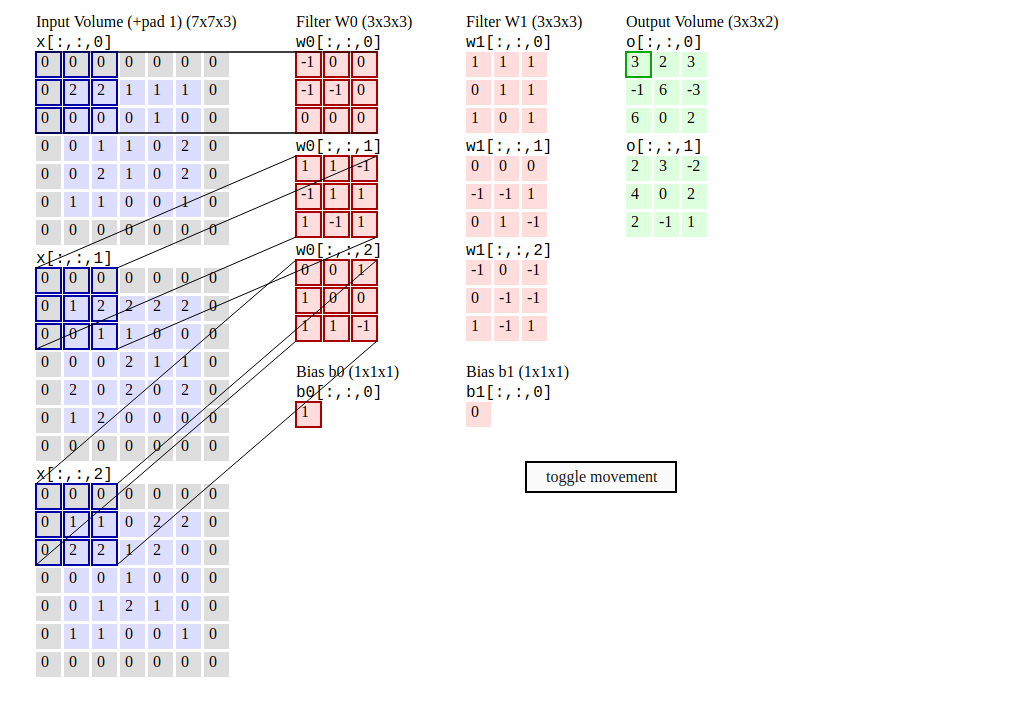 Input Volume (+pad 1) (7x7x3)
x[:,:,0]
0 0 0 0 0 0 0
0 2 2 1 1 1 0
0 0 0 0 1 0 0
0 0 1 1 0 2 0
0 0 2 1 0 2 0
0 1 1 0 0 1 0
0 0 0 0 0 0 0
x[:,:,1]
0 0 0 0 0 0 0
0 1 2 2 2 2 0
0 0 1 1 0 0 0
0 0 0 2 1 1 0
0 2 0 2 0 2 0
0 1 2 0 0 0 0
0 0 0 0 0 0 0
x[:,:,2]
0 0 0 0 0 0 0
0 1 1 0 2 2 0
0 2 2 1 2 0 0
0 0 0 1 0 0 0
0 0 1 2 1 0 0
0 1 1 0 0 1 0
0 0 0 0 0 0 0
Filter W0 (3x3x3)
w0[:,:,0]
-1 0 0
-1 -1 0
0 0 0
w0[:,:,1]
1 1 -1
-1 1 1
1 -1 1
w0[:,:,2]
0 0 1
1 0 0
1 1 -1
Bias b0 (1x1x1)
b0[:,:,0]
1
Filter W1 (3x3x3)
w1[:,:,0]
1 1 1
0 1 1
1 0 1
w1[:,:,1]
0 0 0
-1 -1 1
0 1 -1
w1[:,:,2]
-1 0 -1
0 -1 -1
1 -1 1
Bias b1 (1x1x1)
b1[:,:,0]
0
Output Volume (3x3x2)
o[:,:,0]
3 2 3
-1 6 -3
6 0 2
o[:,:,1]
2 3 -2
4 0 2
2 -1 1
toggle movement